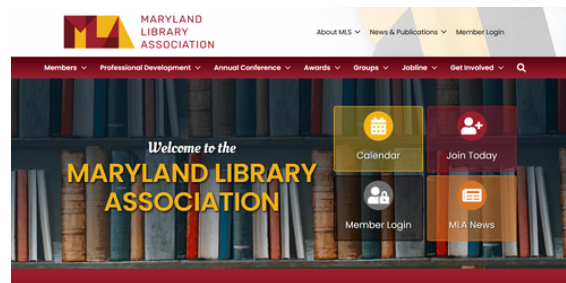 MARYLAND
LIBRARY
ASSOCIATION
About MLS News & Publications Member Login
Members Professional Development Annual Conference Awards Groups Jobline Get Involved
Calendar Join Today
Welcome to the
MARYLAND LIBRARY
ASSOCIATION
Member Login MLA News